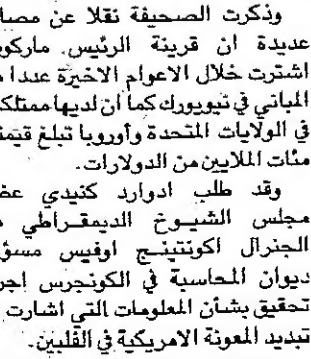 وذكرت الصحيفة نقلا عن مصا
عديدة ان قرينة الرئيس ماركو
اشترت خلال الاعوام الاخيرة عددا م
المباني في نيويورك كما ان لديها ممتلك
في الولايات المتحدة وأوروبا تبلغ قيمت
مئات الملايين من الدولارات.
وقد طلب ادوارد كنيدي عض
مجلس الشيوخ الديمقراطي م
الجنرال اكونتينج اوفيس مسؤ
ديوان المحاسبة في الكونجرس اجر
تحقيق بشأن المعلومات التي اشارت
تبديد المعونة الامريكية في الفلبين.